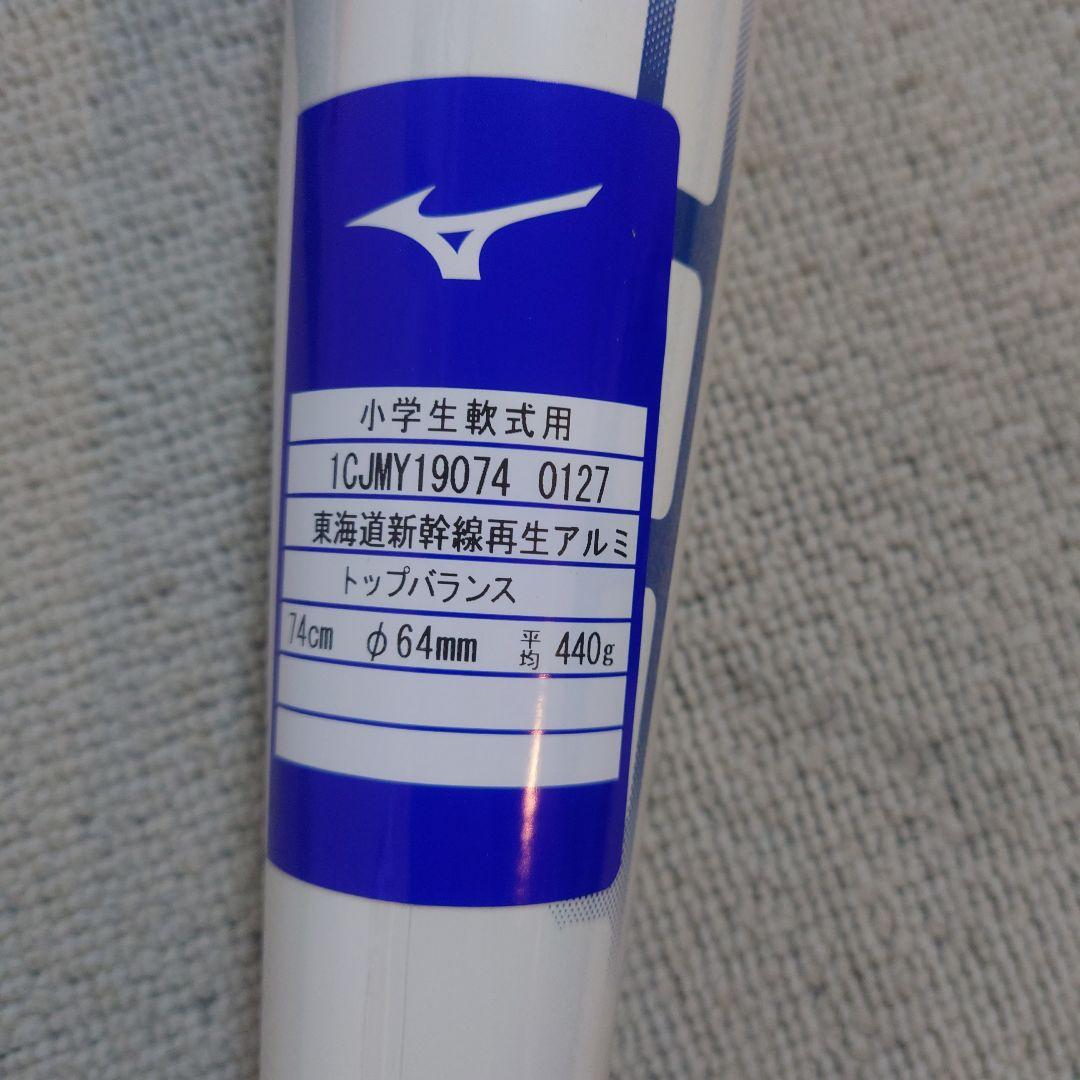 小学生軟式用
1CJMY19074 0127
東海道新幹線再生アルミ
トップバランス
74cm φ64mm 平均 440g